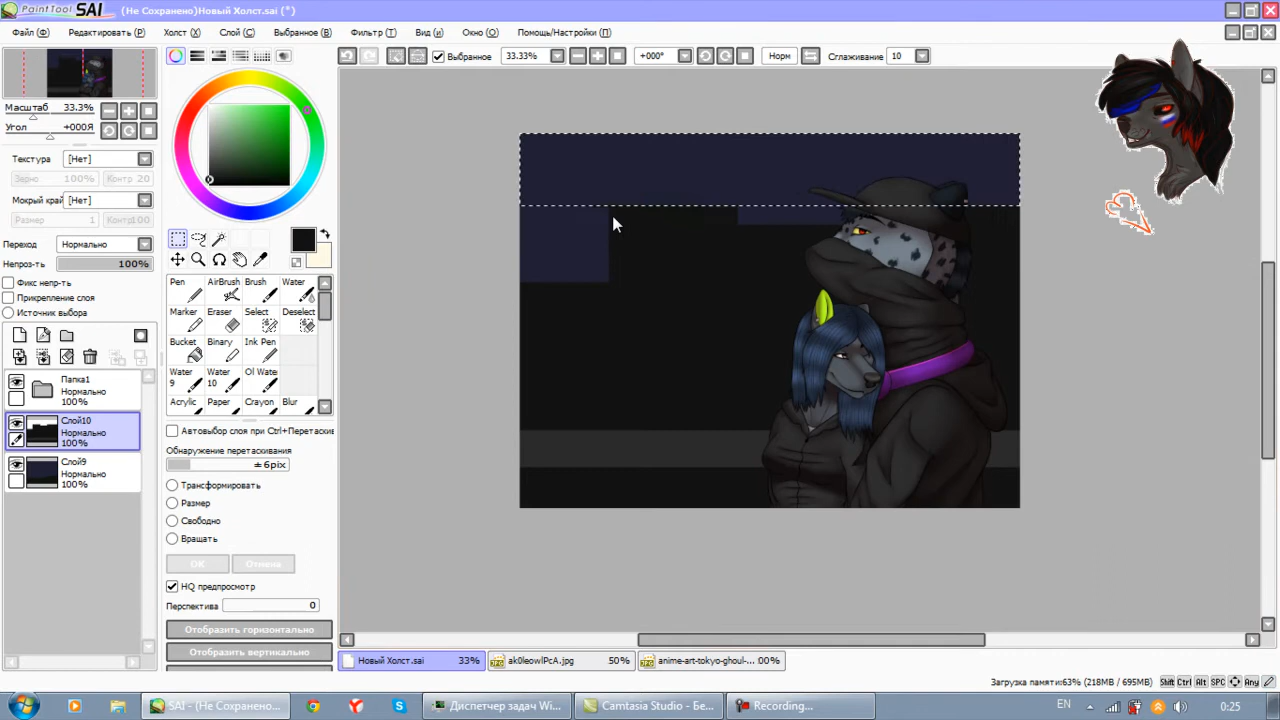 PaintTool SAI (Не Сохранено)Новый Холст.sai (*)
Файл (Ф) Редактировать (Р) Холст (Х) Слой (С) Выбранное (В) Фильтр (Т) Вид (и) Окно (О) Помощь/Настройки (П)
Выбранное 33.33% +000° Норм Сглаживание 10
Масштаб 33.3%
Угол +000Я
Текстура [Нет]
Зерно 100% Контр 20
Мокрый край [Нет]
Размер 1 Контр100
Переход Нормально
Непроз-ть 100%
Фикс непр-ть
Прикрепление слоя
Источник выбора
Папка1
Нормально
100%
Слой10
Нормально
100%
Слой9
Нормально
100%
Pen AirBrush Brush Water
Marker Eraser Select Deselect
Bucket Binary Ink Pen
Water 9 Water 10 Ol Wate
Acrylic Paper Crayon Blur
Автовыбор слоя при Ctrl+Перетаскив
Обнаружение перетаскивания
± 6pix
Трансформировать
Размер
Свободно
Вращать
OK Отмена
HQ предпросмотр
Перспектива 0
Отобразить горизонтально
Отобразить вертикально
Новый Холст.sai 33% ak0leowlPcA.jpg 50% anime-art-tokyo-ghoul-... 00%
Загрузка памяти:63% (218MB / 695MB) Shift Ctrl Alt SPC Any
SAI - (Не Сохранено... Диспетчер задач Wi... Camtasia Studio - Бе... Recording... EN 0:25